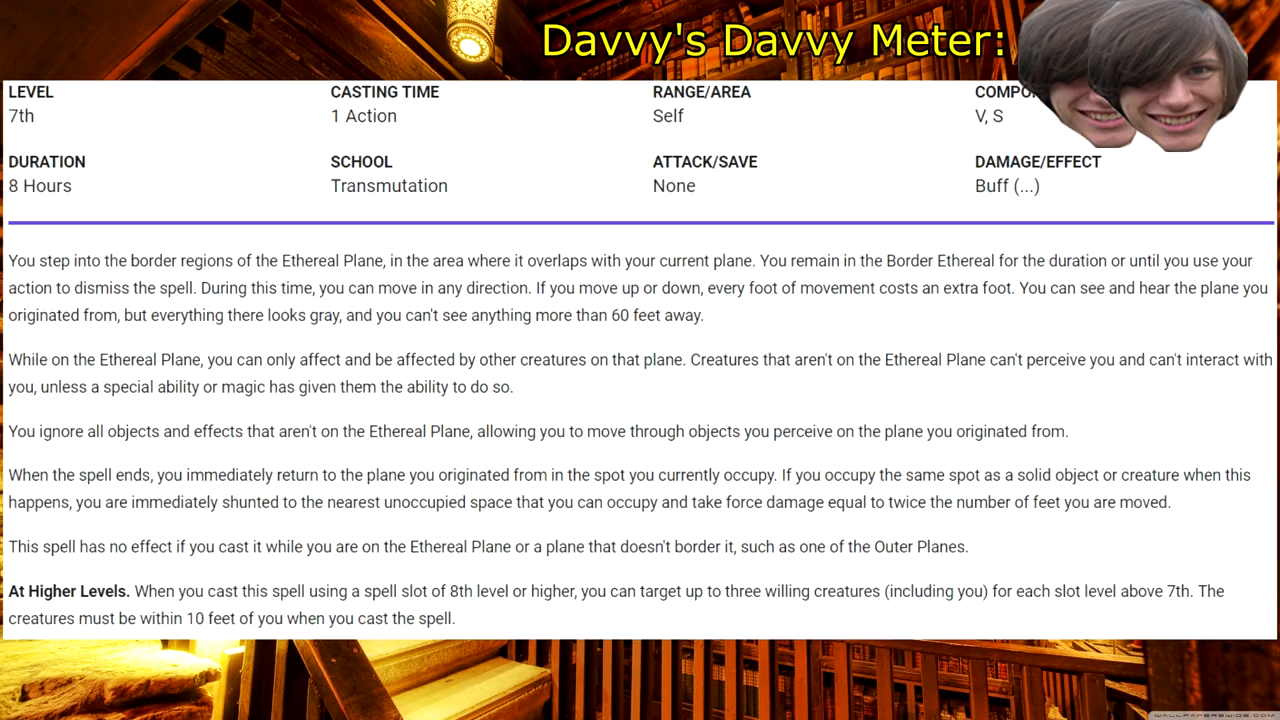 Davvy's Davvy Meter:
LEVEL CASTING TIME RANGE/AREA
7th 1 Action Self V, S
DURATION SCHOOL ATTACK/SAVE DAMAGE/EFFECT
8 Hours Transmutation None Buff (...)
You step into the border regions of the Ethereal Plane, in the area where it overlaps with your current plane. You remain in the Border Ethereal for the duration or until you use your
action to dismiss the spell. During this time, you can move in any direction. If you move up or down, every foot of movement costs an extra foot. You can see and hear the plane you
originated from, but everything there looks gray, and you can't see anything more than 60 feet away.
While on the Ethereal Plane, you can only affect and be affected by other creatures on that plane. Creatures that aren't on the Ethereal Plane can't perceive you and can't interact with
you, unless a special ability or magic has given them the ability to do so.
You ignore all objects and effects that aren't on the Ethereal Plane, allowing you to move through objects you perceive on the plane you originated from.
When the spell ends, you immediately return to the plane you originated from in the spot you currently occupy. If you occupy the same spot as a solid object or creature when this
happens, you are immediately shunted to the nearest unoccupied space that you can occupy and take force damage equal to twice the number of feet you are moved.
This spell has no effect if you cast it while you are on the Ethereal Plane or a plane that doesn't border it, such as one of the Outer Planes.
At Higher Levels. When you cast this spell using a spell slot of 8th level or higher, you can target up to three willing creatures (including you) for each slot level above 7th. The
creatures must be within 10 feet of you when you cast the spell.
WALLPAPERSWIDE.COM